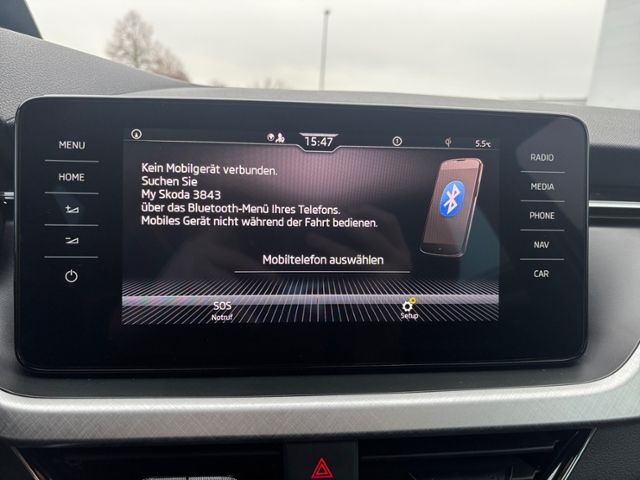 MENU
HOME
15:47
5.5°C
Kein Mobilgerät verbunden.
Suchen Sie
My Skoda 3843
über das Bluetooth-Menü Ihres Telefons.
Mobiles Gerät nicht während der Fahrt bedienen.
Mobiltelefon auswählen
SOS
Notruf
Setup
RADIO
MEDIA
PHONE
NAV
CAR